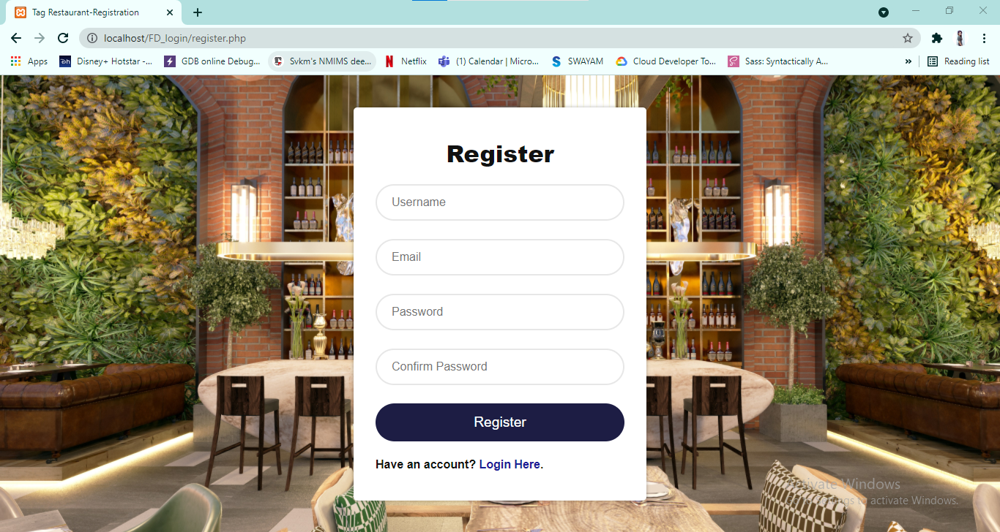 Tag Restaurant-Registration
localhost/FD_login/register.php
Apps
Disney+ Hotstar -...
GDB online Debug...
Svkm's NMIMS dee...
Netflix
(1) Calendar | Micro...
SWAYAM
Cloud Developer To...
Sass: Syntactically A...
»
Reading list
Register
Username
Email
Password
Confirm Password
Register
Have an account? Login Here.
Activate Windows
Go to Settings to activate Windows.